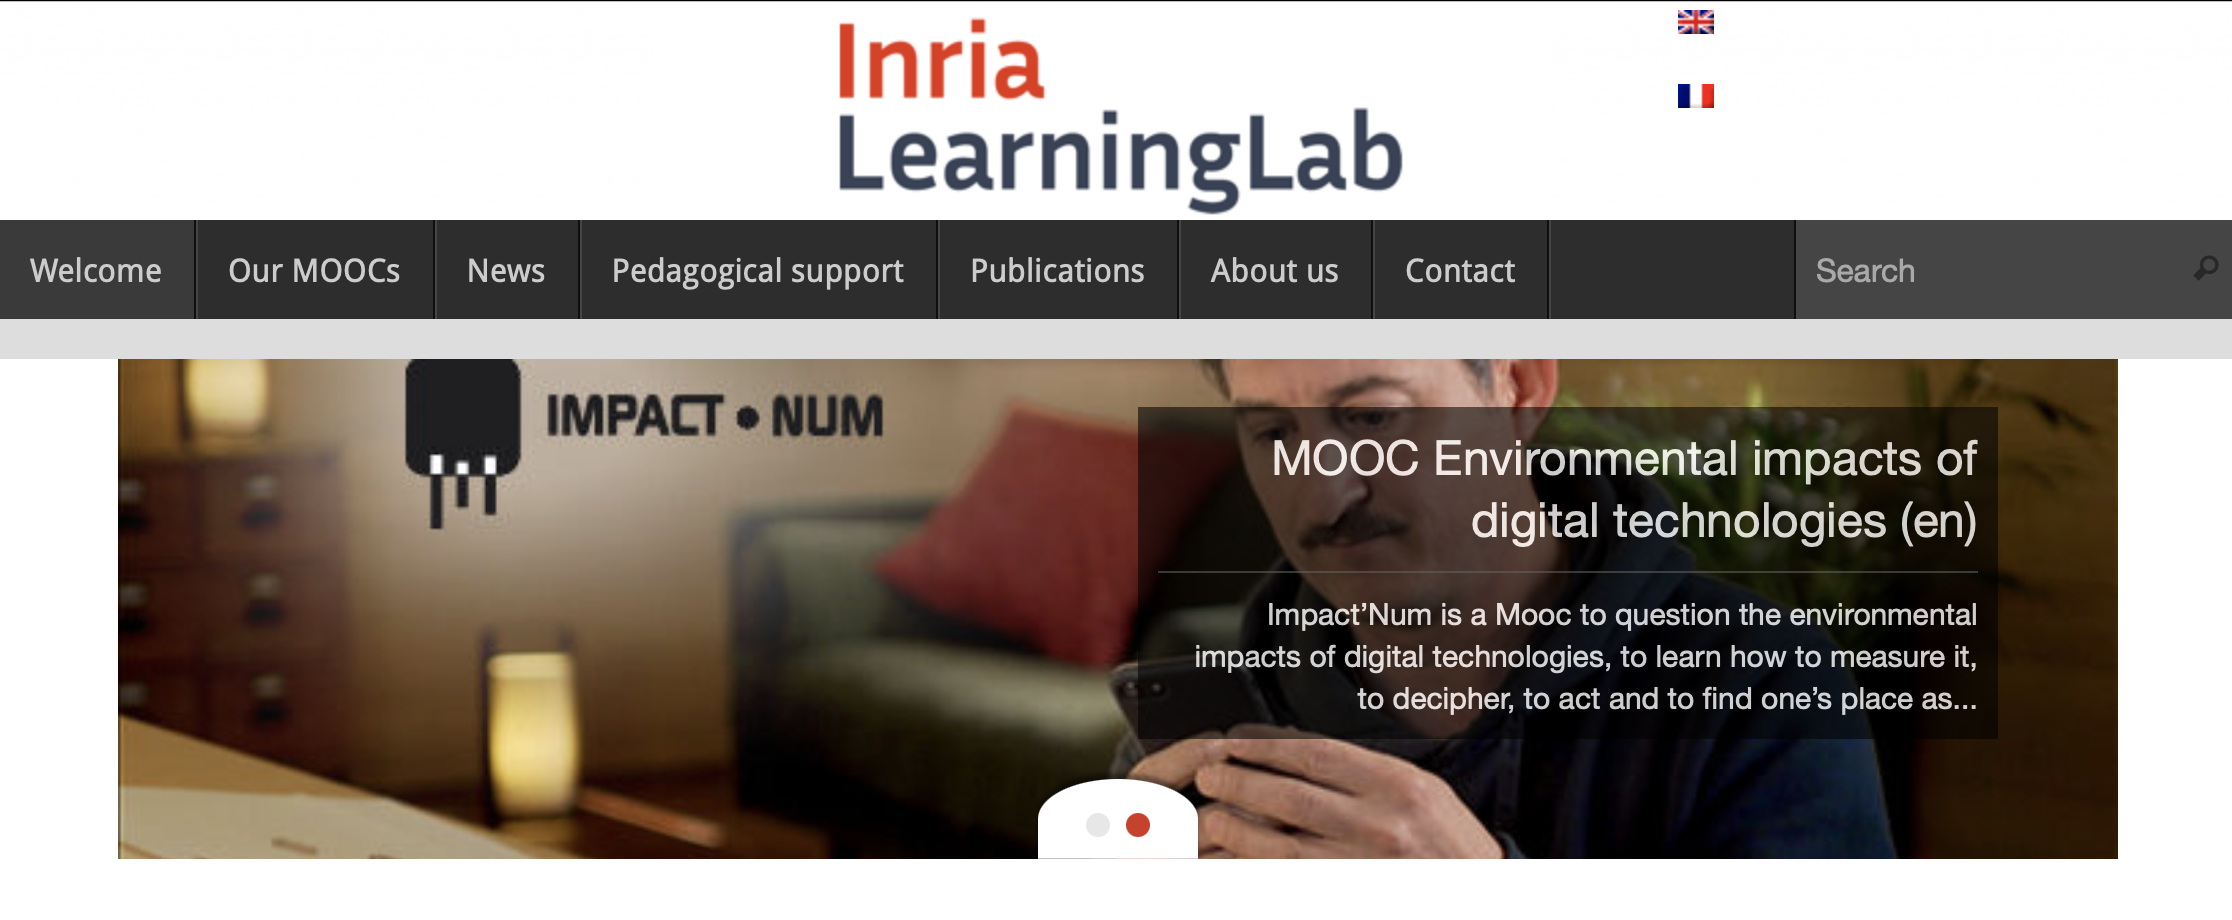 Inria
LearningLab
Welcome
Our MOOCs
News
Pedagogical support
Publications
About us
Contact
Search
IMPACT • NUM
MOOC Environmental impacts of
digital technologies (en)
Impact’Num is a Mooc to question the environmental
impacts of digital technologies, to learn how to measure it,
to decipher, to act and to find one’s place as...